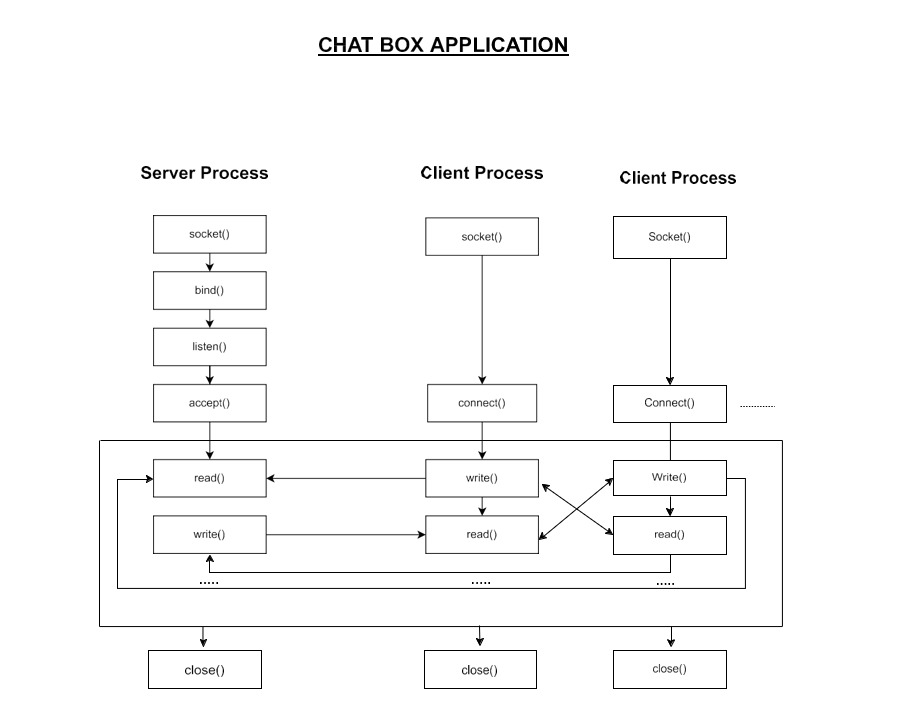 CHAT BOX APPLICATION
Server Process
Client Process
Client Process
socket()
socket()
Socket()
bind()
listen()
accept()
connect()
Connect()
.............
read()
write()
Write()
write()
read()
read()
.....
.....
.....
close()
close()
close()